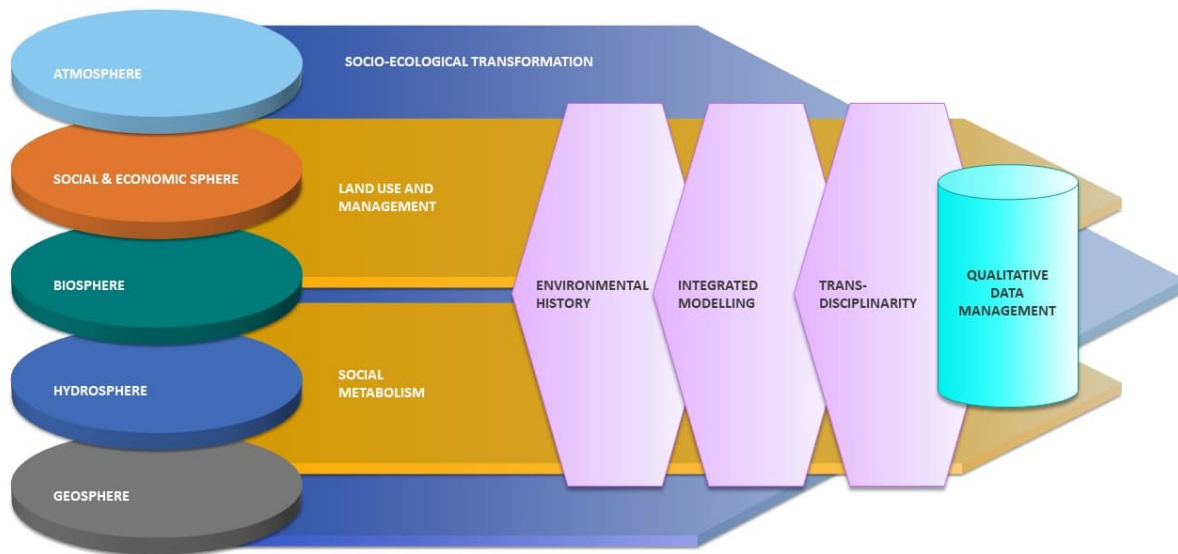 ATMOSPHERE
SOCIO-ECOLOGICAL TRANSFORMATION
SOCIAL & ECONOMIC SPHERE
LAND USE AND
MANAGEMENT
BIOSPHERE
ENVIRONMENTAL
HISTORY
INTEGRATED
MODELLING
TRANS-
DISCIPLINARITY
QUALITATIVE
DATA
MANAGEMENT
HYDROSPHERE
SOCIAL
METABOLISM
GEOSPHERE